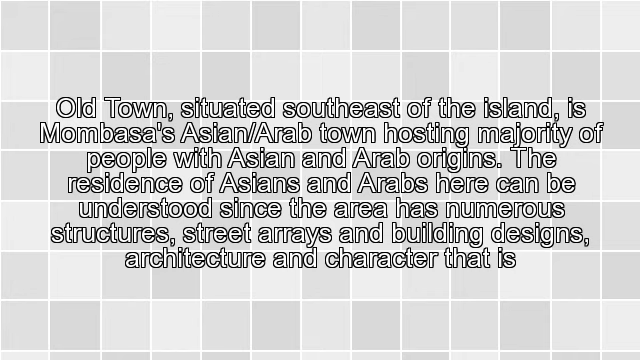 Old Town, situated southeast of the island, is
Mombasa's Asian/Arab town hosting majority of
people with Asian and Arab origins. The
residence of Asians and Arabs here can be
understood since the area has numerous
structures, street arrays and building designs,
architecture and character that is